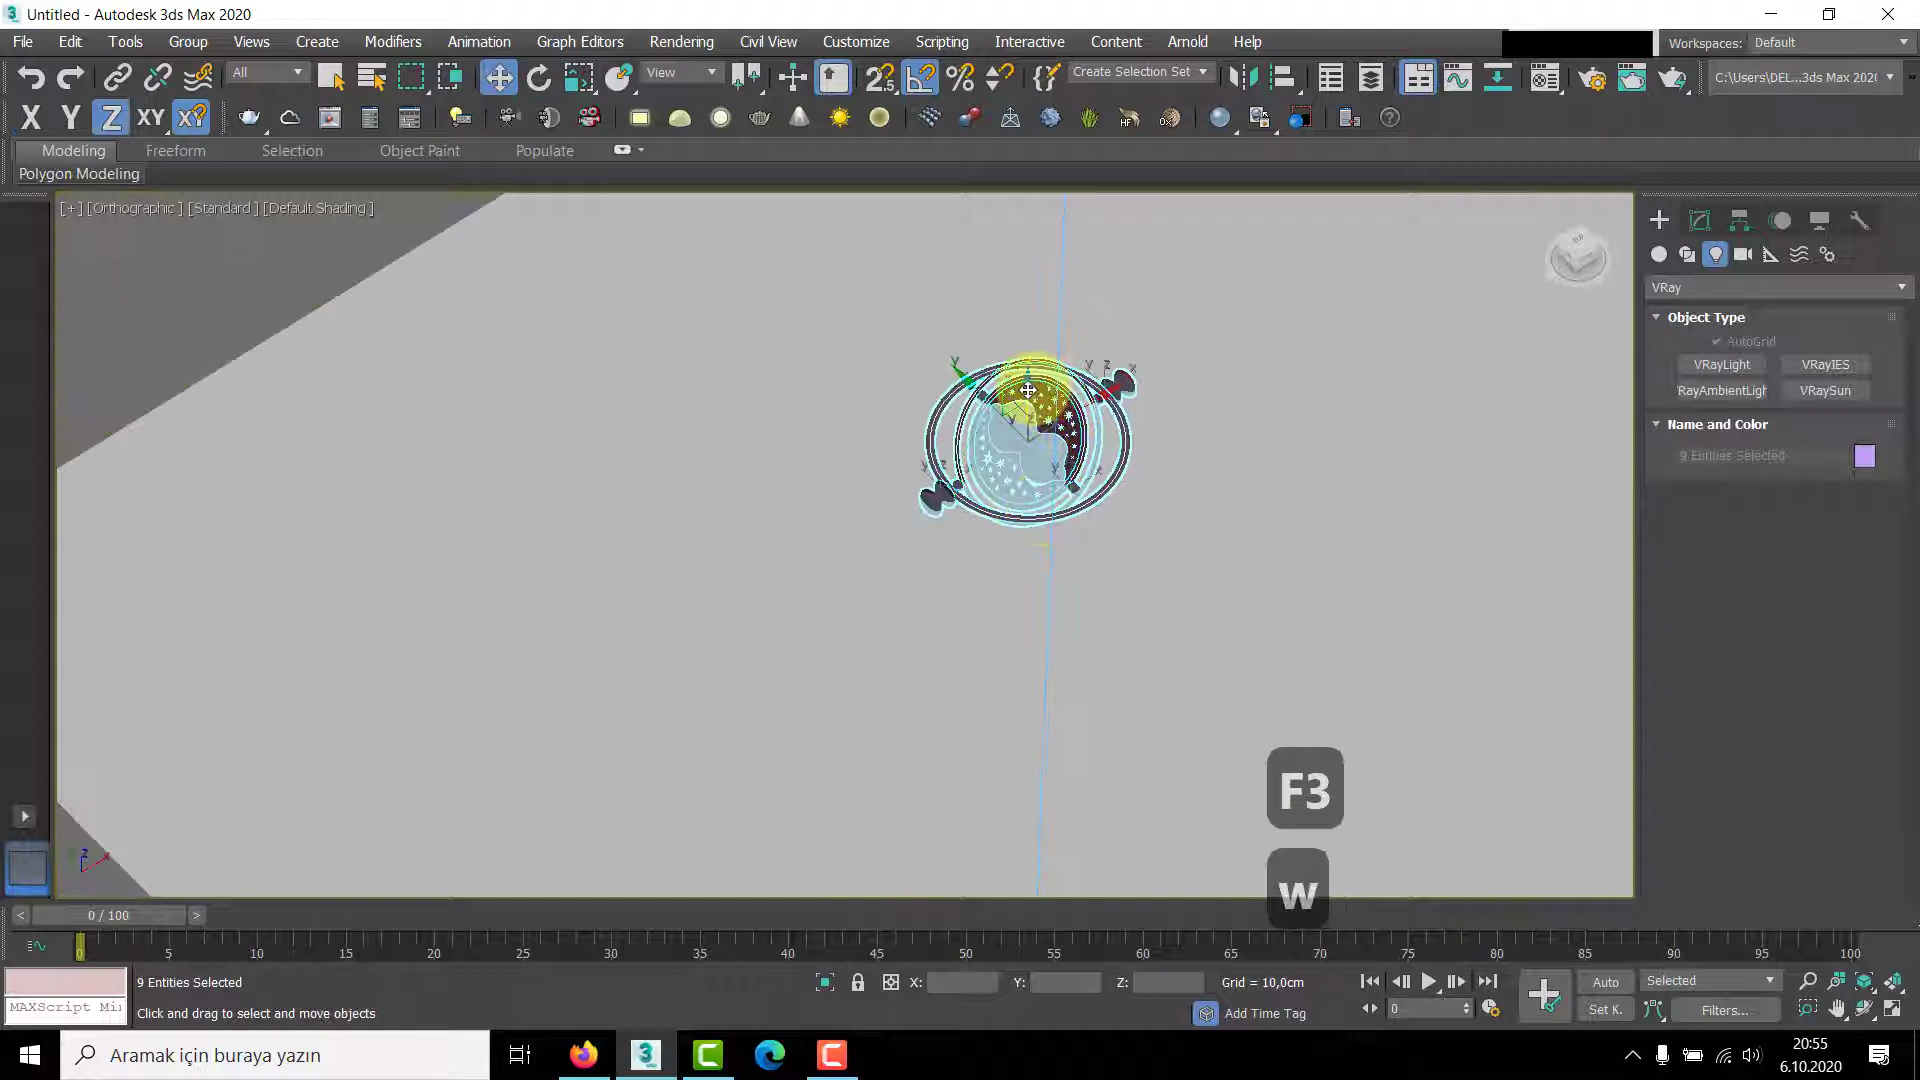 Untitled - Autodesk 3ds Max 2020
File Edit Tools Group Views Create Modifiers Animation Graph Editors Rendering Civil View Customize Scripting Interactive Content Arnold Help
Workspaces: Default
All
View
Create Selection Set
C:\Users\DEL...3ds Max 2020
X Y Z XY
Modeling Freeform Selection Object Paint Populate
Polygon Modeling
[+] [Orthographic ] [Standard ] [Default Shading ]
VRay
Object Type
AutoGrid
VRayLight VRayIES
RayAmbientLigh VRaySun
Name and Color
9 Entities Selected
F3
w
< 0 / 100 >
0 5 10 15 20 25 30 35 40 45 50 55 60 65 70 75 80 85 90 95 100
9 Entities Selected
X: Y: Z: Grid = 10,0cm
Auto Selected
MAXScript Mi
Click and drag to select and move objects
Add Time Tag
0
Set K. Filters...
Aramak için buraya yazın
20:55
6.10.2020